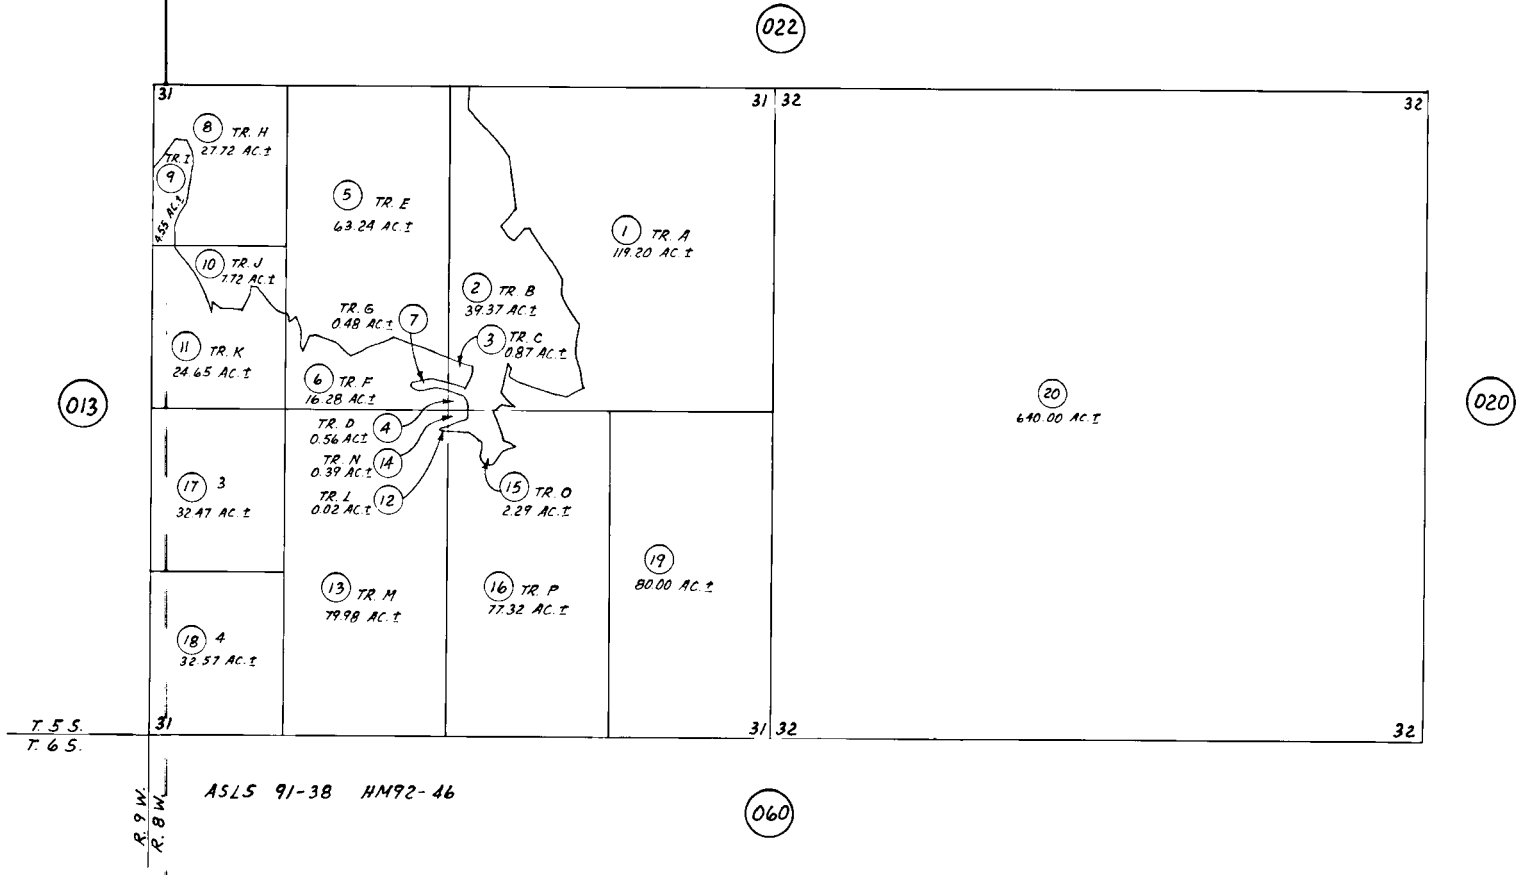 022
31
31 32
32
8 TR. H
27.72 AC.±
TR. I
9
4.55 AC.±
5 TR. E
63.24 AC.±
1 TR. A
119.20 AC.±
10 TR. J
7.72 AC.±
2 TR. B
39.37 AC.±
TR. G
0.48 AC.±
7
3 TR. C
0.87 AC.±
11 TR. K
24.65 AC.±
6 TR. F
16.28 AC.±
013
20
640.00 AC.±
020
TR. D
0.56 AC±
4
TR. N
0.39 AC.±
14
TR. L
0.02 AC.±
12
17 3
32.47 AC.±
15 TR. O
2.29 AC.±
19
80.00 AC.±
13 TR. M
79.98 AC.±
16 TR. P
77.32 AC.±
18 4
32.57 AC.±
T. 5 S.
T. 6 S.
31
31 32
32
R. 9 W.
R. 8 W.
ASLS 91-38 HM92-46
060